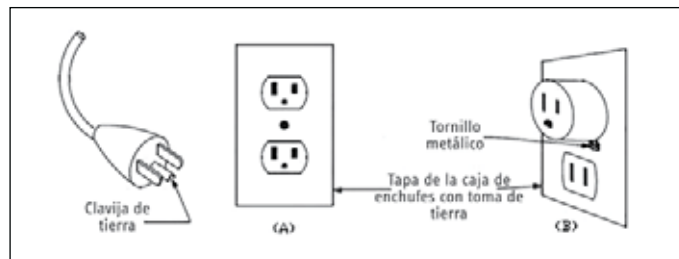 Clavija de
tierra
(A)
Tapa de la caja de
enchufes con toma de
tierra
Tornillo
metálico
(B)